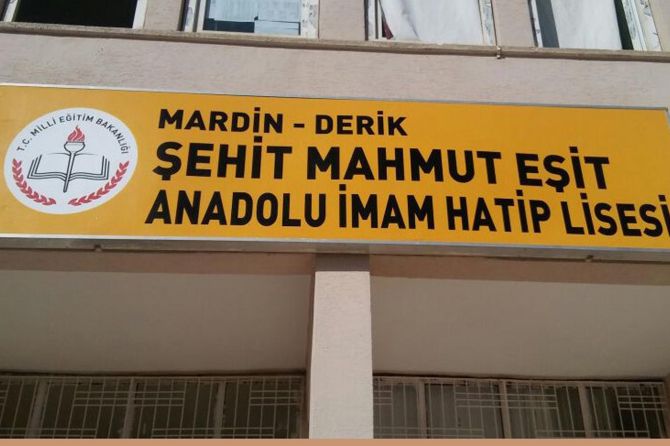 T.C. MİLLİ EĞİTİM BAKANLIĞI
MARDİN - DERİK
ŞEHİT MAHMUT EŞİT
ANADOLU İMAM HATİP LİSESİ